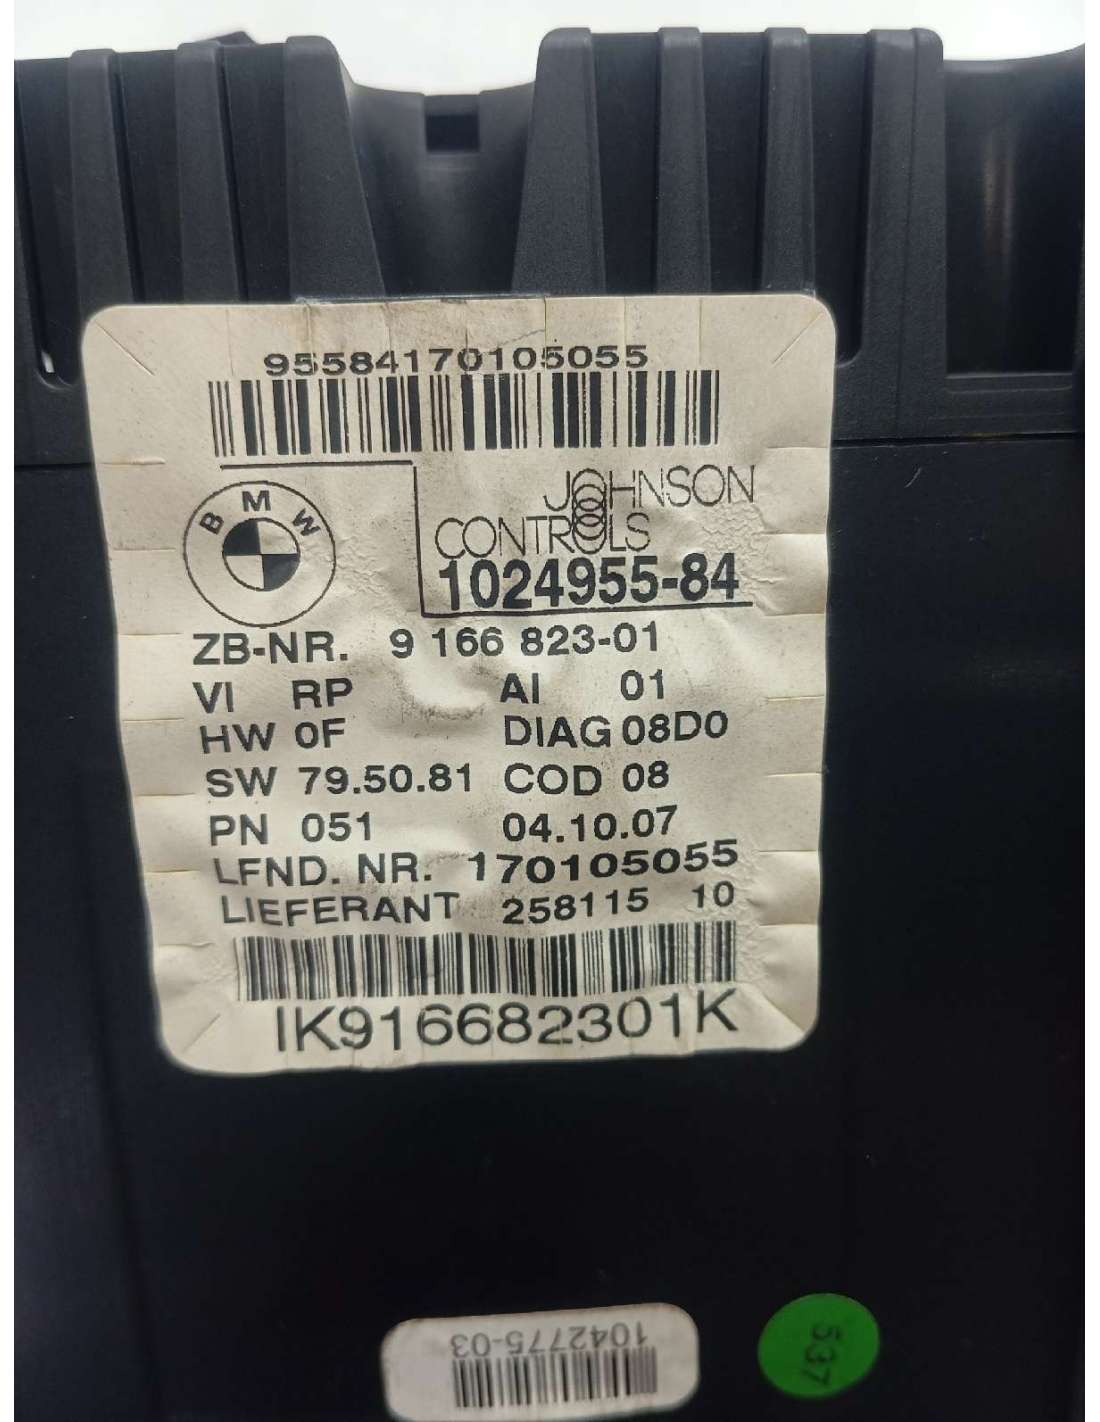 95584170105055
BMW
JOHNSON
CONTROLS
1024955-84
ZB-NR. 9 166 823-01
VI RP AI 01
HW 0F DIAG 08D0
SW 79.50.81 COD 08
PN 051 04.10.07
LFND. NR. 170105055
LIEFERANT 258115 10
IK916682301K
1042775-03
537